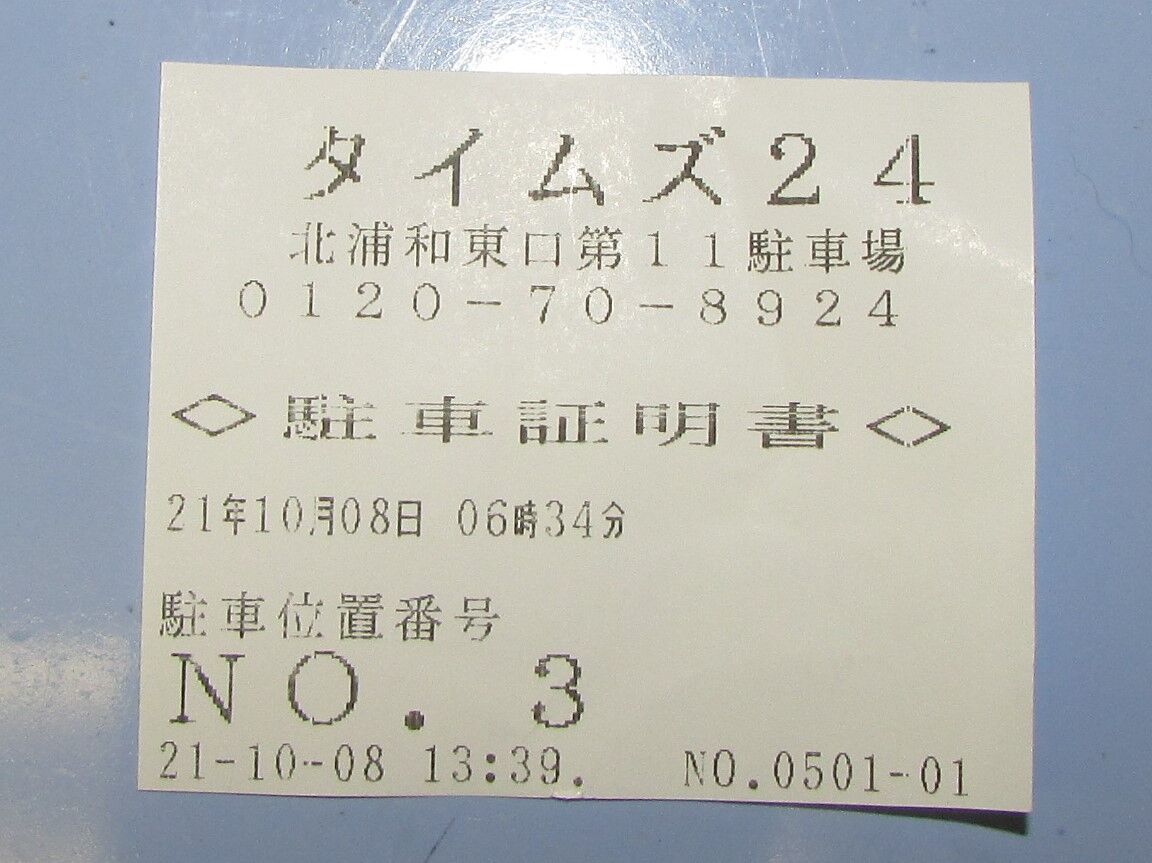 タイムズ24
北浦和東口第11駐車場
0120-70-8924
◇駐車証明書◇
21年10月08日 06時34分
駐車位置番号
NO. 3
21-10-08 13:39. NO.0501-01